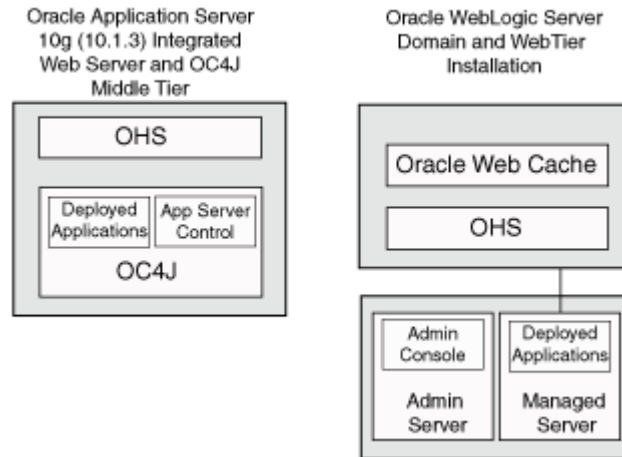 Oracle Application Server
10g (10.1.3) Integrated
Web Server and OC4J
Middle Tier
OHS
Deployed
Applications
App Server
Control
OC4J
Oracle WebLogic Server
Domain and WebTier
Installation
Oracle Web Cache
OHS
Admin
Console
Admin
Server
Deployed
Applications
Managed
Server